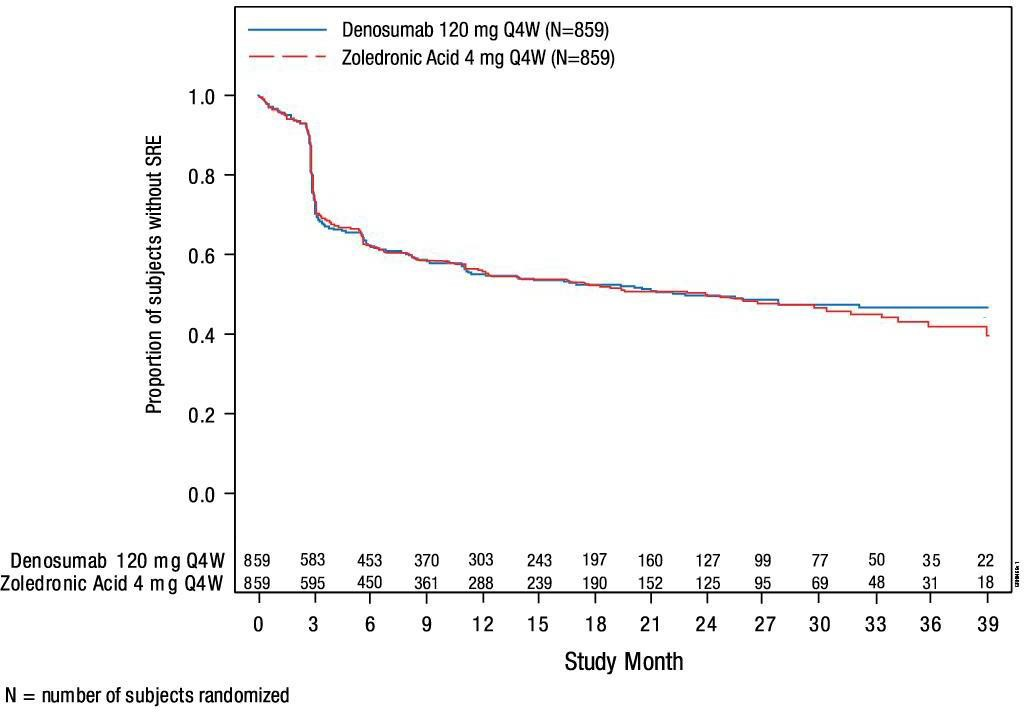 Denosumab 120 mg Q4W (N=859)
Zoledronic Acid 4 mg Q4W (N=859)
Proportion of subjects without SRE
1.0
0.8
0.6
0.4
0.2
0.0
Denosumab 120 mg Q4W 859 583 453 370 303 243 197 160 127 99 77 50 35 22
Zoledronic Acid 4 mg Q4W 859 595 450 361 288 239 190 152 125 95 69 48 31 18
0 3 6 9 12 15 18 21 24 27 30 33 36 39
Study Month
N = number of subjects randomized